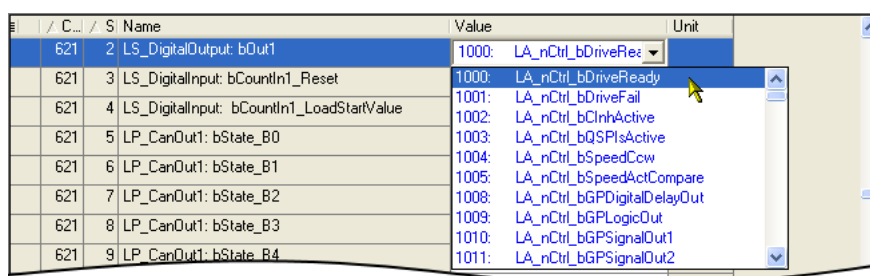 C... S Name Value Unit
621 2 LS_DigitalOutput: bOut1 1000: LA_nCtrl_bDriveRea
621 3 LS_DigitalInput: bCountIn1_Reset
621 4 LS_DigitalInput: bCountIn1_LoadStartValue
621 5 LP_CanOut1: bState_B0
621 6 LP_CanOut1: bState_B1
621 7 LP_CanOut1: bState_B2
621 8 LP_CanOut1: bState_B3
621 9 LP_CanOut1: bState_B4
1000: LA_nCtrl_bDriveReady
1001: LA_nCtrl_bDriveFail
1002: LA_nCtrl_bCInhActive
1003: LA_nCtrl_bQSPIsActive
1004: LA_nCtrl_bSpeedCcw
1005: LA_nCtrl_bSpeedActCompare
1008: LA_nCtrl_bGPDigitalDelayOut
1009: LA_nCtrl_bGPLogicOut
1010: LA_nCtrl_bGPSignalOut1
1011: LA_nCtrl_bGPSignalOut2